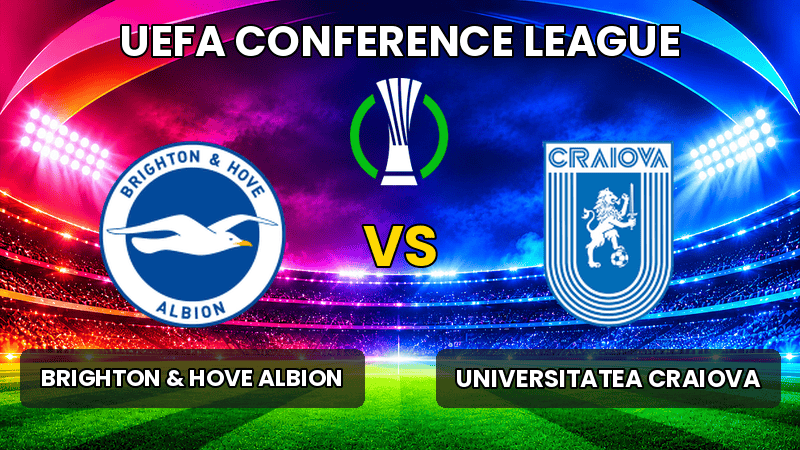 UEFA CONFERENCE LEAGUE
BRIGHTON & HOVE
ALBION
VS
CRAIOVA
BRIGHTON & HOVE ALBION
UNIVERSITATEA CRAIOVA